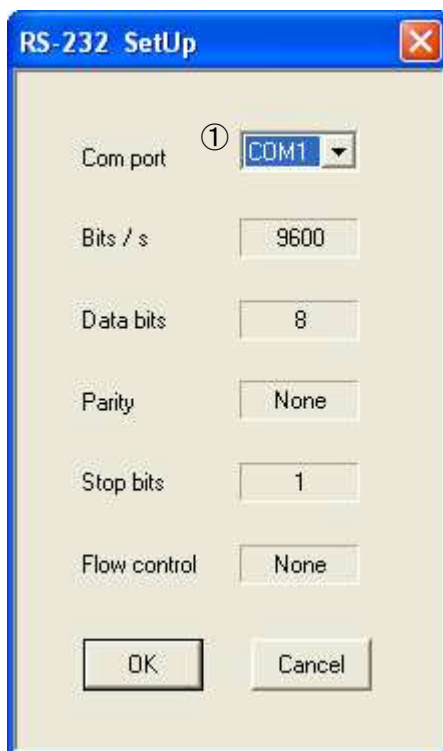 RS-232 SetUp
Com port ① COM1
Bits / s 9600
Data bits 8
Parity None
Stop bits 1
Flow control None
OK Cancel